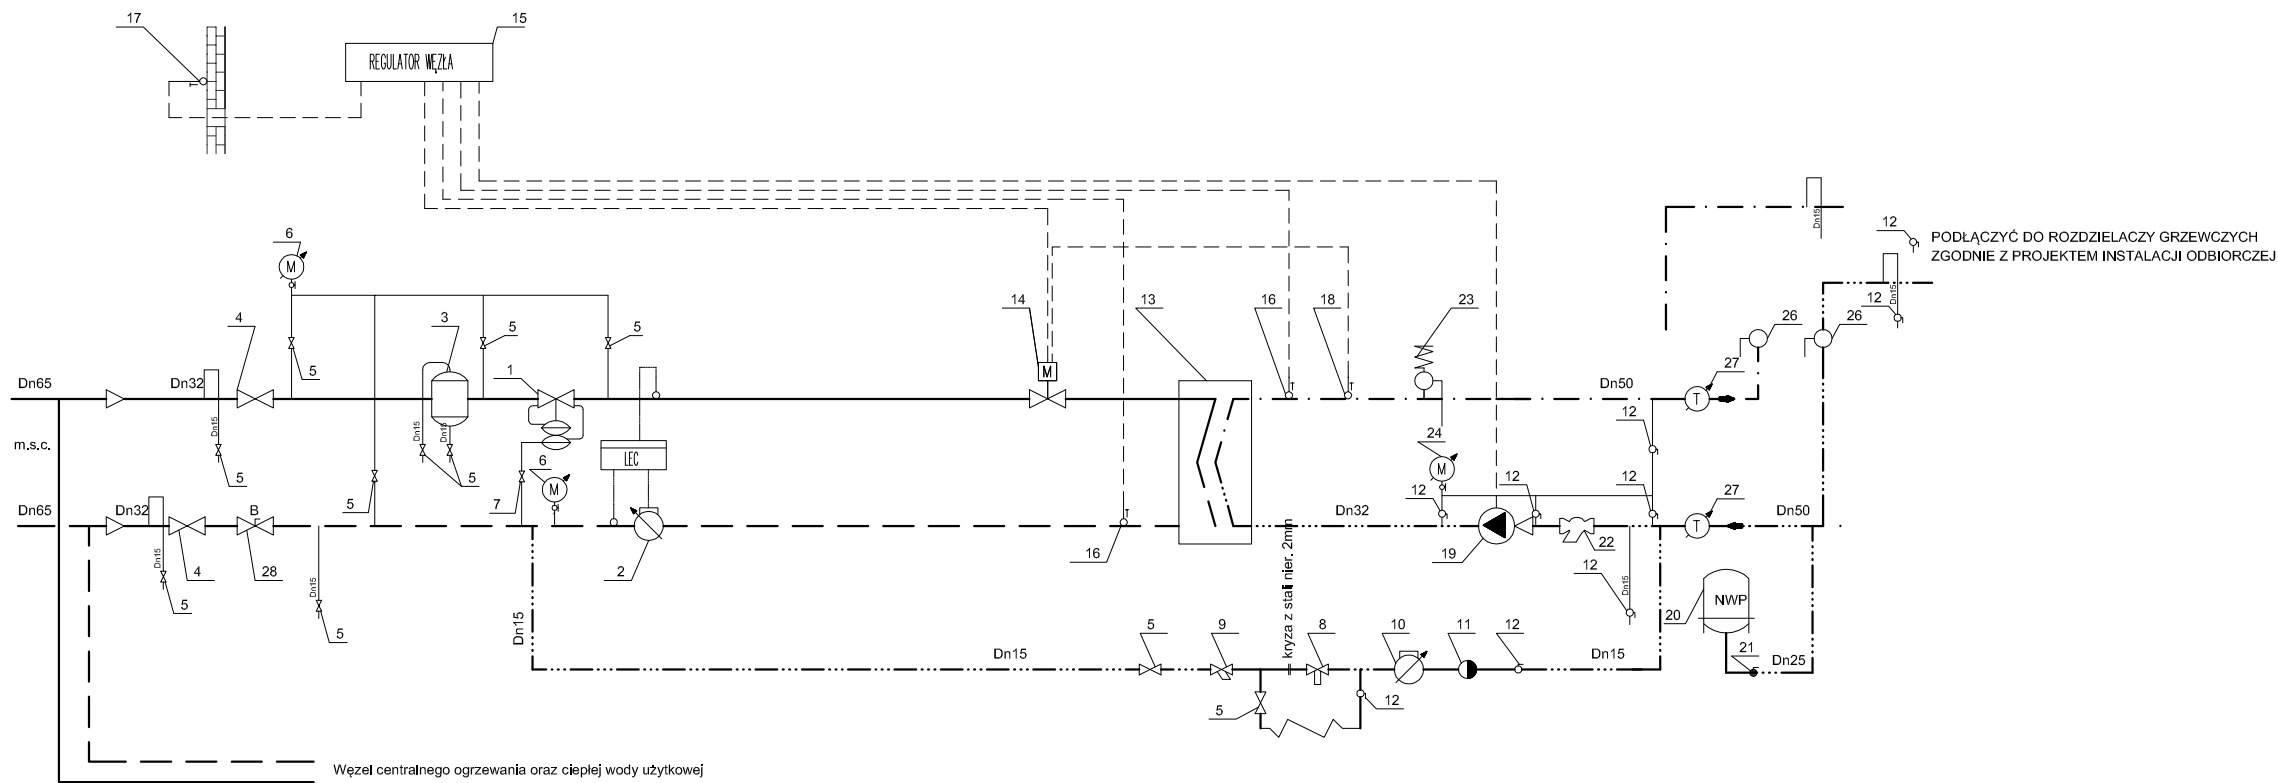 17
15
REGULATOR WĘZŁA
6
M
4
5
3
5
5
1
14
M
13
16
18
23
12
PODŁĄCZYĆ DO ROZDZIELACZY GRZEWCZYCH
ZGODNIE Z PROJEKTEM INSTALACJI ODBIORCZEJ
Dn15
12
Dn15
26
26
27
T
Dn65
Dn32
Dn50
m.s.c.
Dn15
5
Dn15
Dn15
5
5
LEC
6
M
7
24
M
12
12
12
12
27
T
Dn65
Dn32
B
Dn32
Dn50
Dn15
4
28
5
Dn15
5
2
16
19
22
12
Dn15
20
NWP
21
Dn25
Dn15
Dn15
5
9
kryza z stali nier. 2mm
8
10
11
12
Dn15
5
12
Węzeł centralnego ogrzewania oraz ciepłej wody użytkowej